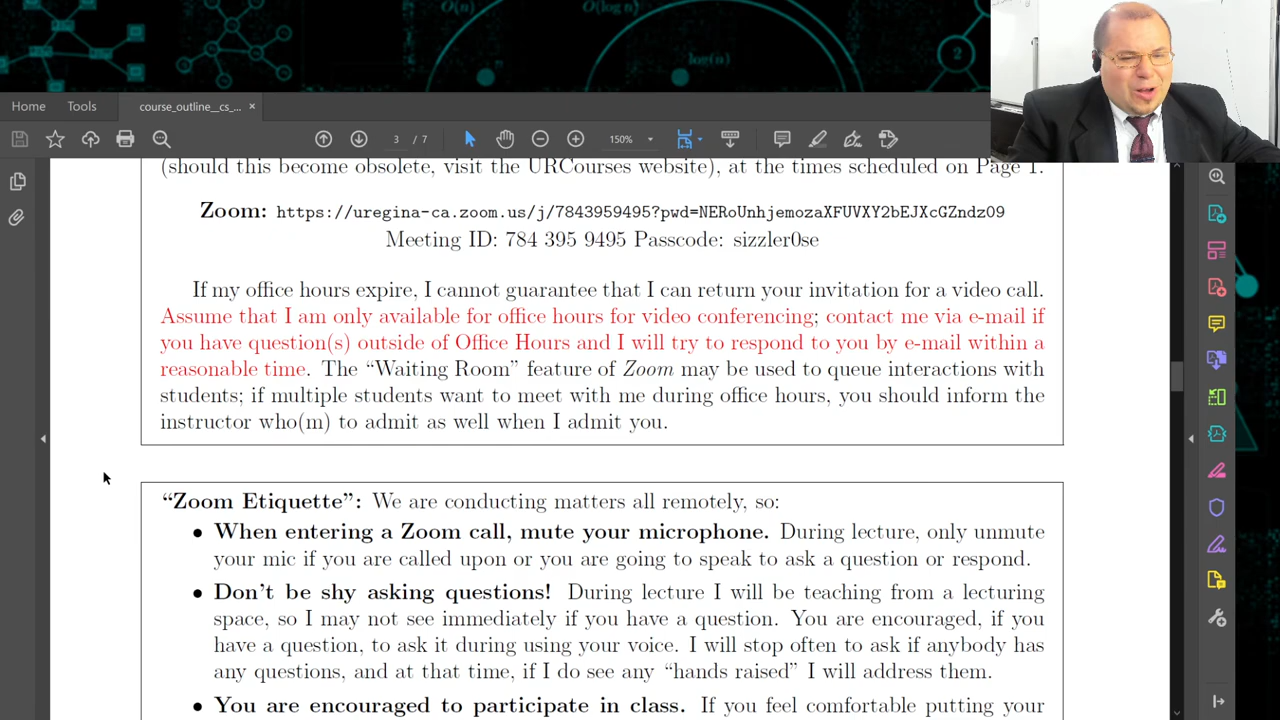 O(n)
O(log n)
log(n)
2
Home Tools course_outline__cs_... ×
3 / 7 150%
(should this become obsolete, visit the URCourses website), at the times scheduled on Page 1.
Zoom: https://uregina-ca.zoom.us/j/7843959495?pwd=NERoUnhjemozaXFUVXY2bEJXcGZndz09
Meeting ID: 784 395 9495 Passcode: sizzler0se
If my office hours expire, I cannot guarantee that I can return your invitation for a video call.
Assume that I am only available for office hours for video conferencing; contact me via e-mail if
you have question(s) outside of Office Hours and I will try to respond to you by e-mail within a
reasonable time. The “Waiting Room” feature of Zoom may be used to queue interactions with
students; if multiple students want to meet with me during office hours, you should inform the
instructor who(m) to admit as well when I admit you.
“Zoom Etiquette”: We are conducting matters all remotely, so:
• When entering a Zoom call, mute your microphone. During lecture, only unmute
your mic if you are called upon or you are going to speak to ask a question or respond.
• Don't be shy asking questions! During lecture I will be teaching from a lecturing
space, so I may not see immediately if you have a question. You are encouraged, if you
have a question, to ask it during using your voice. I will stop often to ask if anybody has
any questions, and at that time, if I do see any “hands raised” I will address them.
• You are encouraged to participate in class. If you feel comfortable putting your